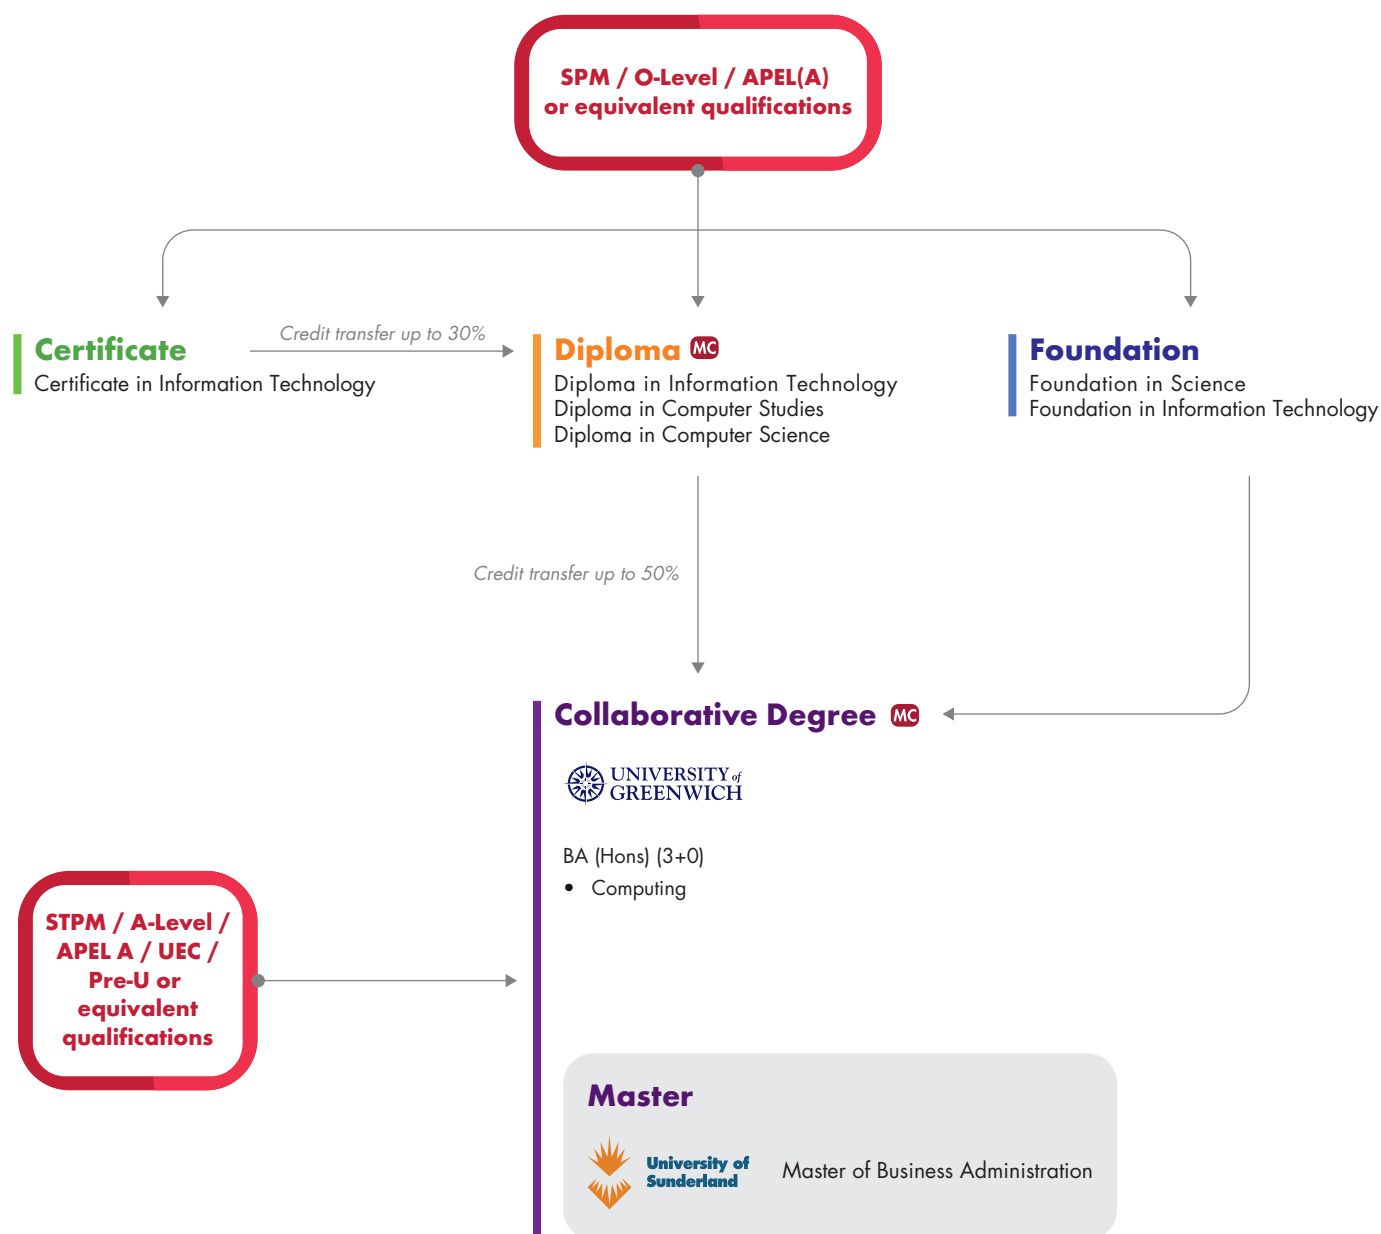 SPM / O-Level / APEL(A)
or equivalent qualifications
Certificate
Certificate in Information Technology
Credit transfer up to 30%
Diploma MC
Diploma in Information Technology
Diploma in Computer Studies
Diploma in Computer Science
Foundation
Foundation in Science
Foundation in Information Technology
Credit transfer up to 50%
Collaborative Degree MC
UNIVERSITY of
GREENWICH
BA (Hons) (3+0)
• Computing
STPM / A-Level /
APEL A / UEC /
Pre-U or
equivalent
qualifications
Master
University of
Sunderland
Master of Business Administration